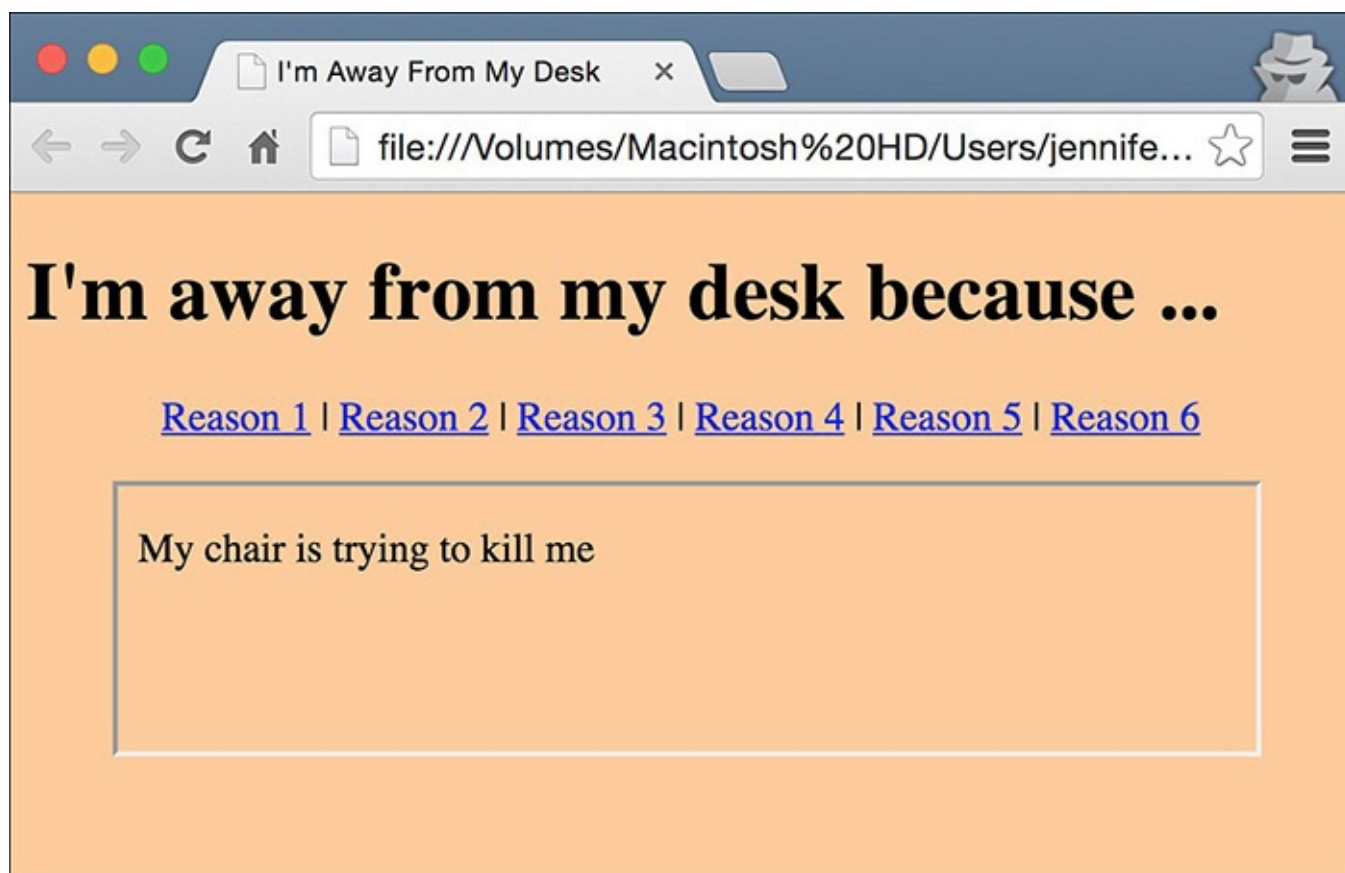 I'm Away From My Desk
file:///Volumes/Macintosh%20HD/Users/jennife...
I'm away from my desk because ...
Reason 1 | Reason 2 | Reason 3 | Reason 4 | Reason 5 | Reason 6
My chair is trying to kill me